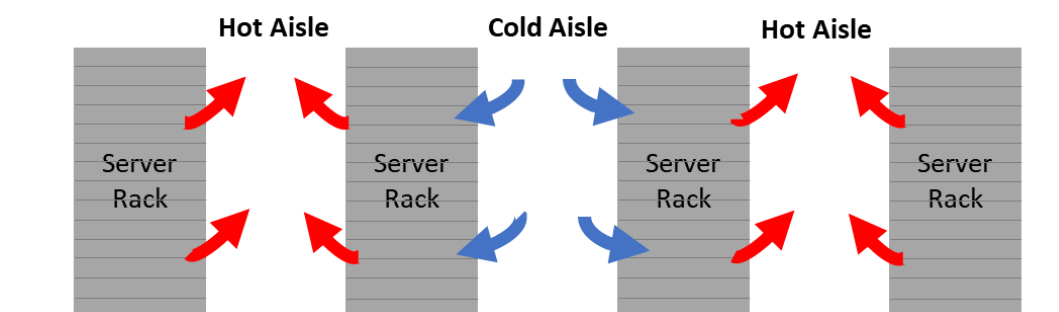 Hot Aisle
Cold Aisle
Hot Aisle
Server
Rack
Server
Rack
Server
Rack
Server
Rack